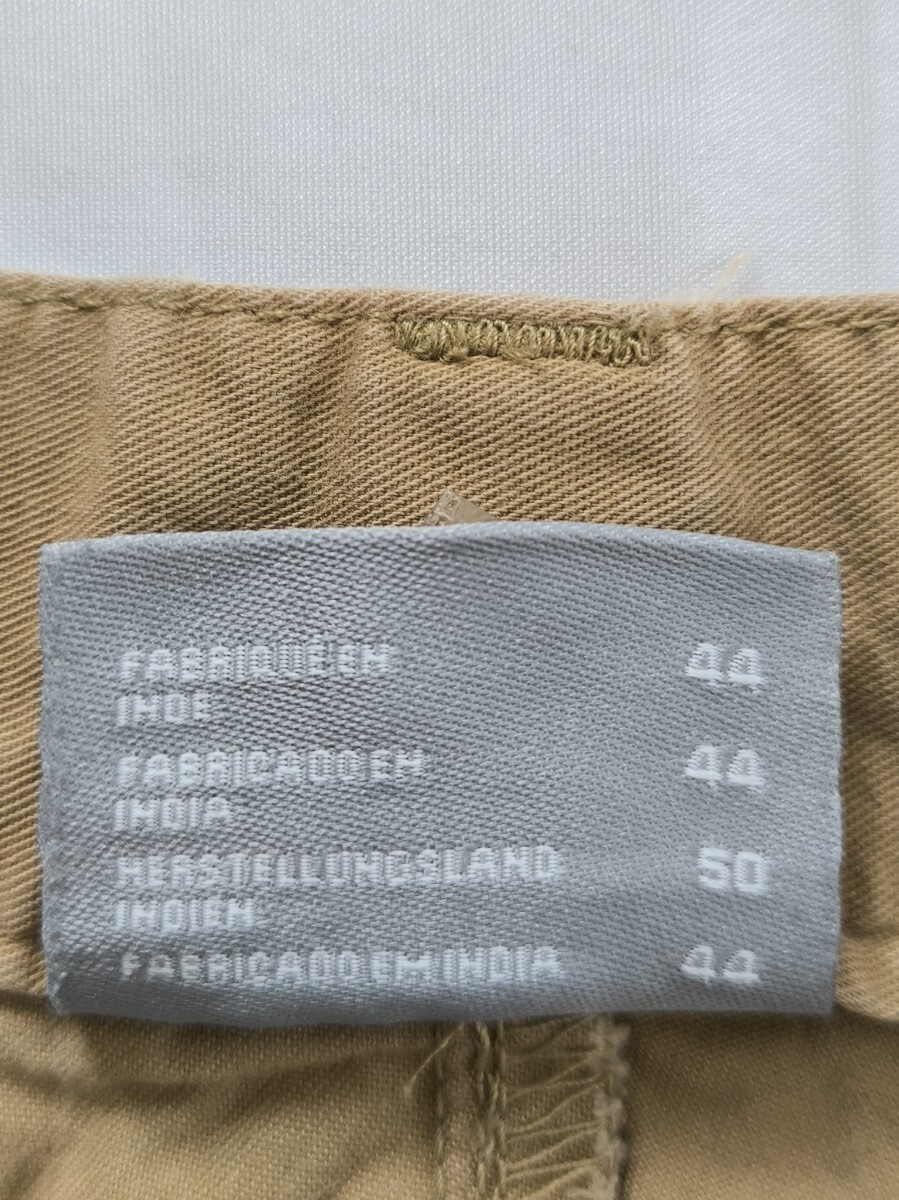 FABRIQUÉ EN 44
INDE
FABRICADO EN 44
INDIA
HERSTELLUNGSLAND 50
INDIEN
FABRICADO EM INDIA 44